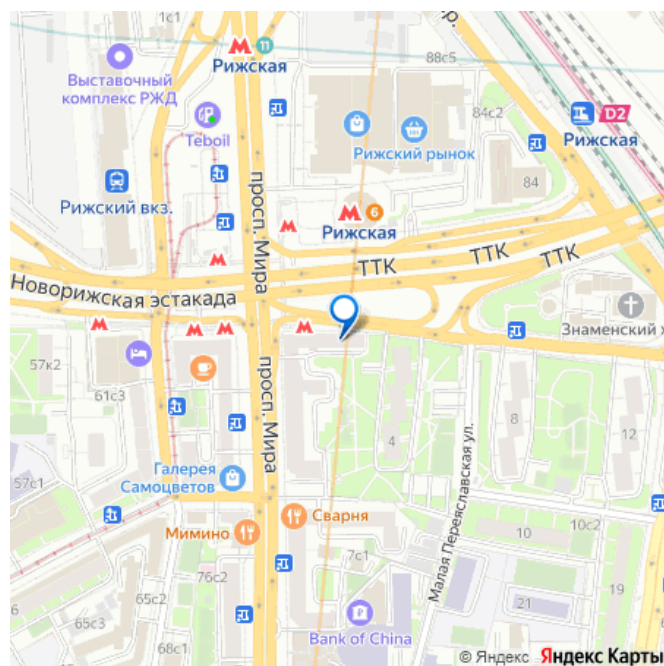 1с1
Рижская
11
88с5
Выставочный
комплекс РЖД
Teboil
84с2
D2
Рижская
Рижский рынок
84
Рижский вкз.
6
Рижская
просп. Мира
ТТК
ТТК
ТТК
Новорижская эстакада
Знаменский х
57к2
61с3
просп. Мира
4
8
12
Малая Переяславская ул.
57с1
Галерея
Самоцветов
Сварня
Мимино
10
10с2
7с1
76с2
19
6
65с3
65с2
21
68с1
Bank of China
© Яндекс Яндекс Карты